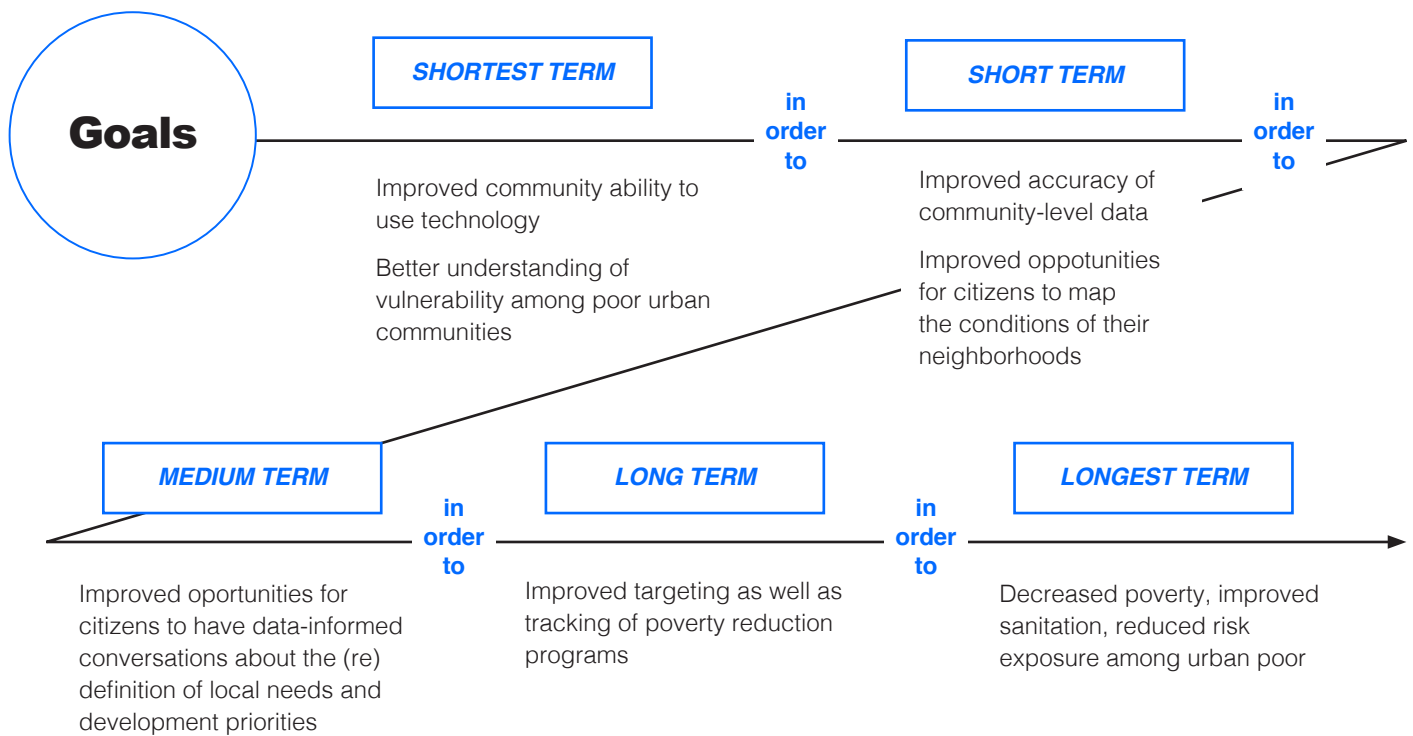 Goals
SHORTEST TERM
Improved community ability to
use technology
Better understanding of
vulnerability among poor urban
communities
in
order
to
SHORT TERM
Improved accuracy of
community-level data
Improved oppotunities
for citizens to map
the conditions of their
neighborhoods
in
order
to
MEDIUM TERM
Improved oportunities for
citizens to have data-informed
conversations about the (re)
definition of local needs and
development priorities
in
order
to
LONG TERM
Improved targeting as well as
tracking of poverty reduction
programs
in
order
to
LONGEST TERM
Decreased poverty, improved
sanitation, reduced risk
exposure among urban poor